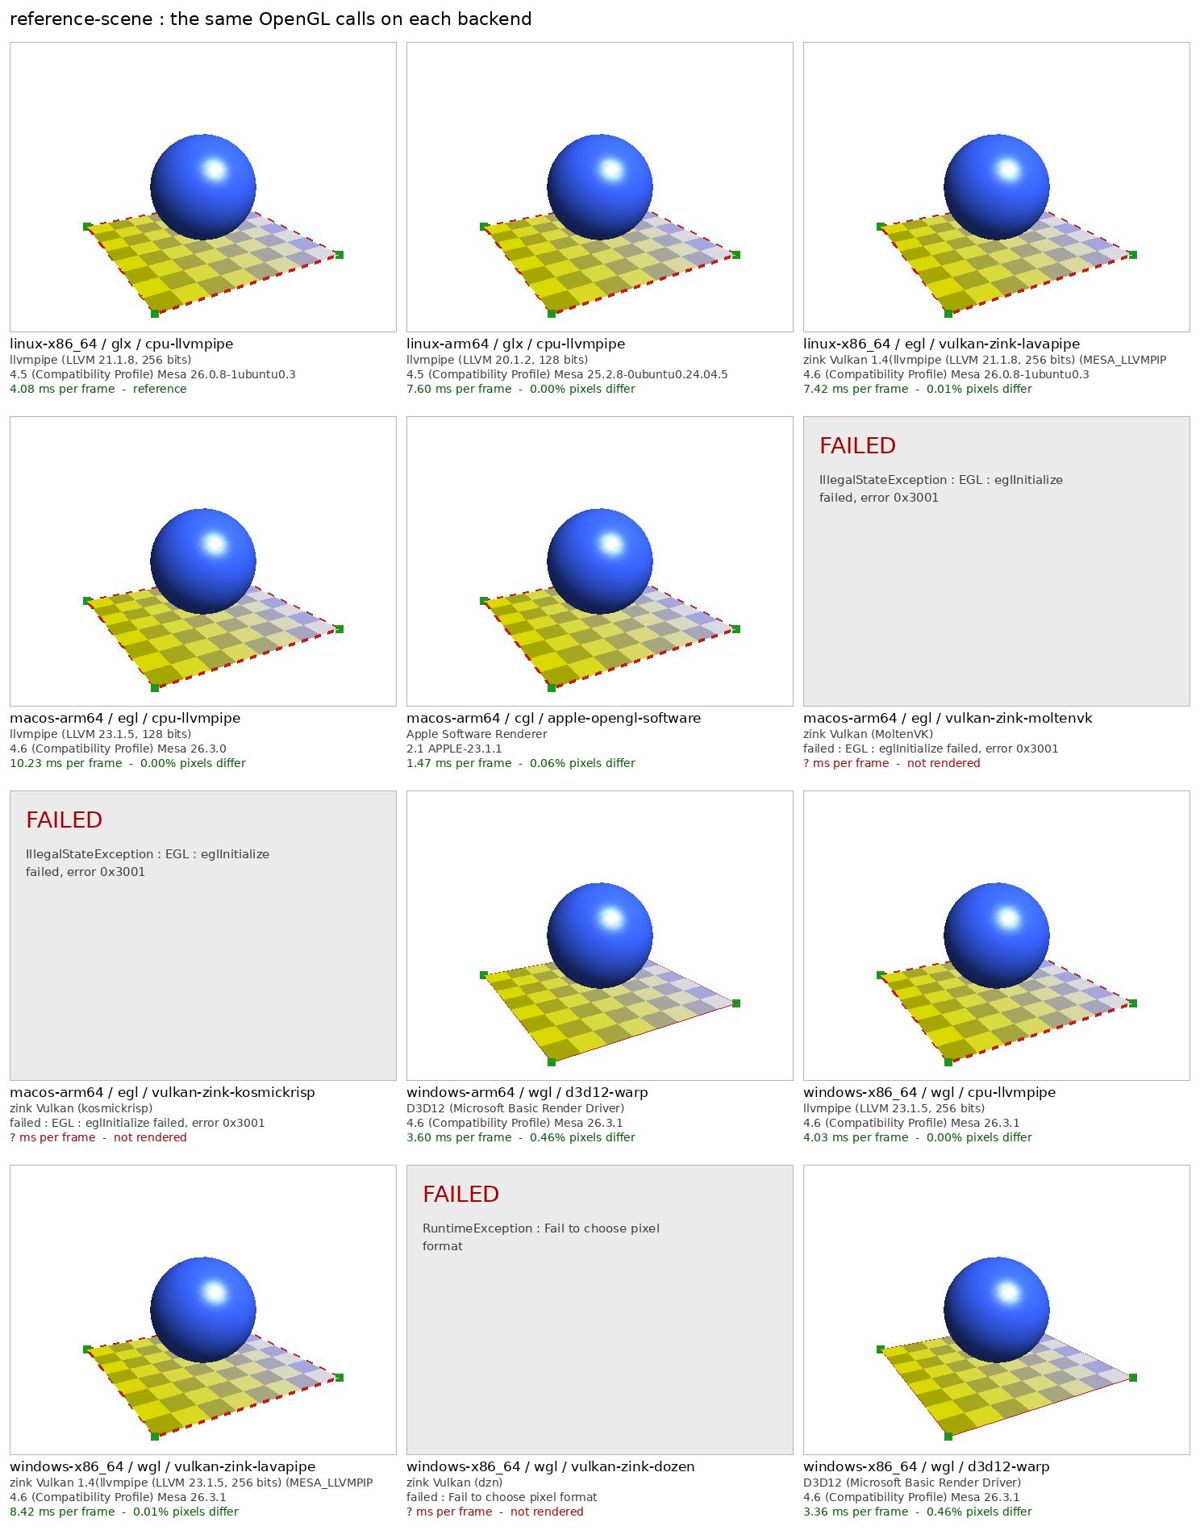 reference-scene : the same OpenGL calls on each backend
linux-x86_64 / glx / cpu-llvmpipe
llvmpipe (LLVM 21.1.8, 256 bits)
4.5 (Compatibility Profile) Mesa 26.0.8-1ubuntu0.3
4.08 ms per frame  -  reference
linux-arm64 / glx / cpu-llvmpipe
llvmpipe (LLVM 20.1.2, 128 bits)
4.5 (Compatibility Profile) Mesa 25.2.8-0ubuntu0.24.04.5
7.60 ms per frame  -  0.00% pixels differ
linux-x86_64 / egl / vulkan-zink-lavapipe
zink Vulkan 1.4(llvmpipe (LLVM 21.1.8, 256 bits) (MESA_LLVMPIP
4.6 (Compatibility Profile) Mesa 26.0.8-1ubuntu0.3
7.42 ms per frame  -  0.01% pixels differ
macos-arm64 / egl / cpu-llvmpipe
llvmpipe (LLVM 23.1.5, 128 bits)
4.6 (Compatibility Profile) Mesa 26.3.0
10.23 ms per frame  -  0.00% pixels differ
macos-arm64 / cgl / apple-opengl-software
Apple Software Renderer
2.1 APPLE-23.1.1
1.47 ms per frame  -  0.06% pixels differ
FAILED
IllegalStateException : EGL : eglInitialize
failed, error 0x3001
macos-arm64 / egl / vulkan-zink-moltenvk
zink Vulkan (MoltenVK)
failed : EGL : eglInitialize failed, error 0x3001
? ms per frame  -  not rendered
FAILED
IllegalStateException : EGL : eglInitialize
failed, error 0x3001
macos-arm64 / egl / vulkan-zink-kosmickrisp
zink Vulkan (kosmickrisp)
failed : EGL : eglInitialize failed, error 0x3001
? ms per frame  -  not rendered
windows-arm64 / wgl / d3d12-warp
D3D12 (Microsoft Basic Render Driver)
4.6 (Compatibility Profile) Mesa 26.3.1
3.60 ms per frame  -  0.46% pixels differ
windows-x86_64 / wgl / cpu-llvmpipe
llvmpipe (LLVM 23.1.5, 256 bits)
4.6 (Compatibility Profile) Mesa 26.3.1
4.03 ms per frame  -  0.00% pixels differ
windows-x86_64 / wgl / vulkan-zink-lavapipe
zink Vulkan 1.4(llvmpipe (LLVM 23.1.5, 256 bits) (MESA_LLVMPIP
4.6 (Compatibility Profile) Mesa 26.3.1
8.42 ms per frame  -  0.01% pixels differ
FAILED
RuntimeException : Fail to choose pixel
format
windows-x86_64 / wgl / vulkan-zink-dozen
zink Vulkan (dzn)
failed : Fail to choose pixel format
? ms per frame  -  not rendered
windows-x86_64 / wgl / d3d12-warp
D3D12 (Microsoft Basic Render Driver)
4.6 (Compatibility Profile) Mesa 26.3.1
3.36 ms per frame  -  0.46% pixels differ